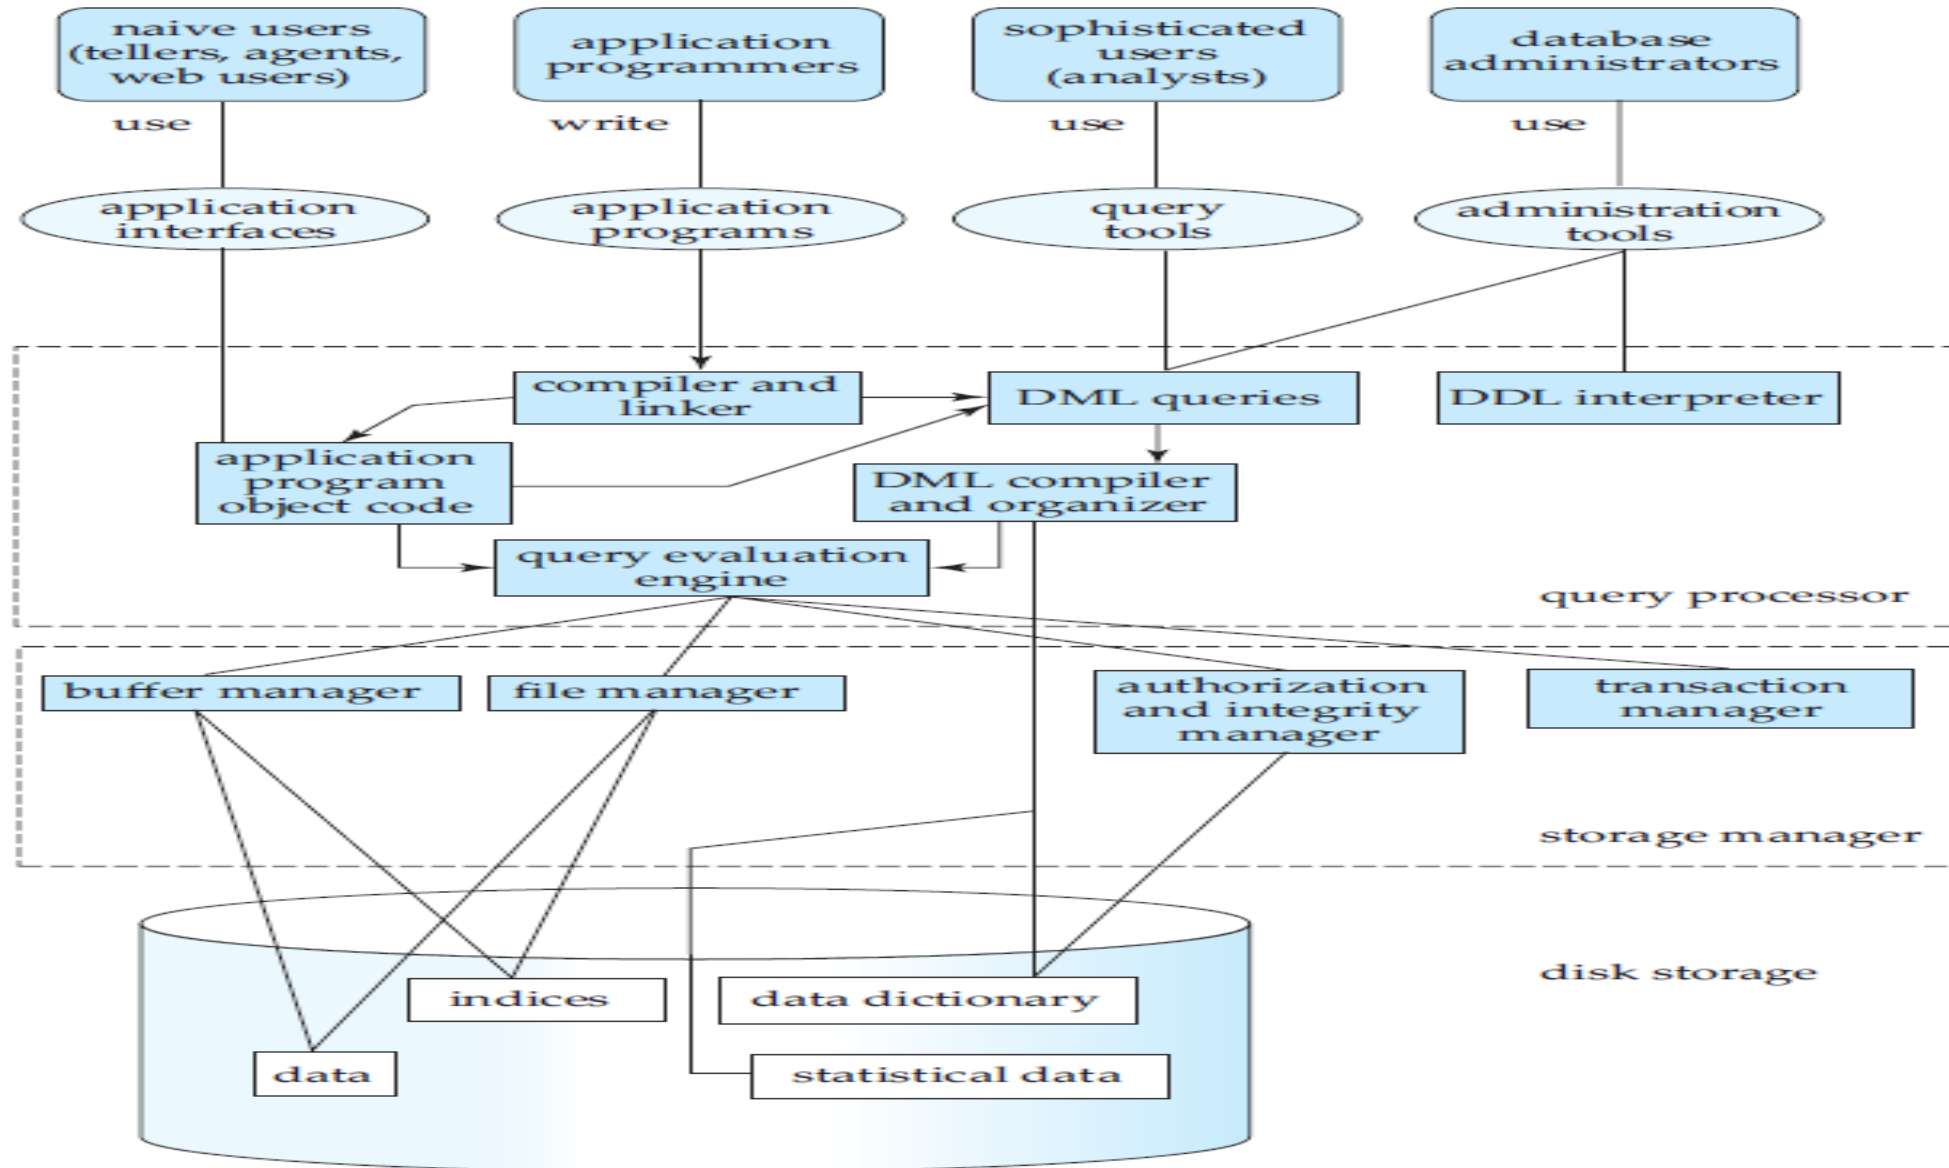 naive users
(tellers, agents,
web users)
application
programmers
sophisticated
users
(analysts)
database
administrators
use
write
use
use
application
interfaces
application
programs
query
tools
administration
tools
compiler and
linker
DML queries
DDL interpreter
application
program
object code
DML compiler
and organizer
query evaluation
engine
query processor
buffer manager
file manager
authorization
and integrity
manager
transaction
manager
storage manager
disk storage
indices
data dictionary
data
statistical data